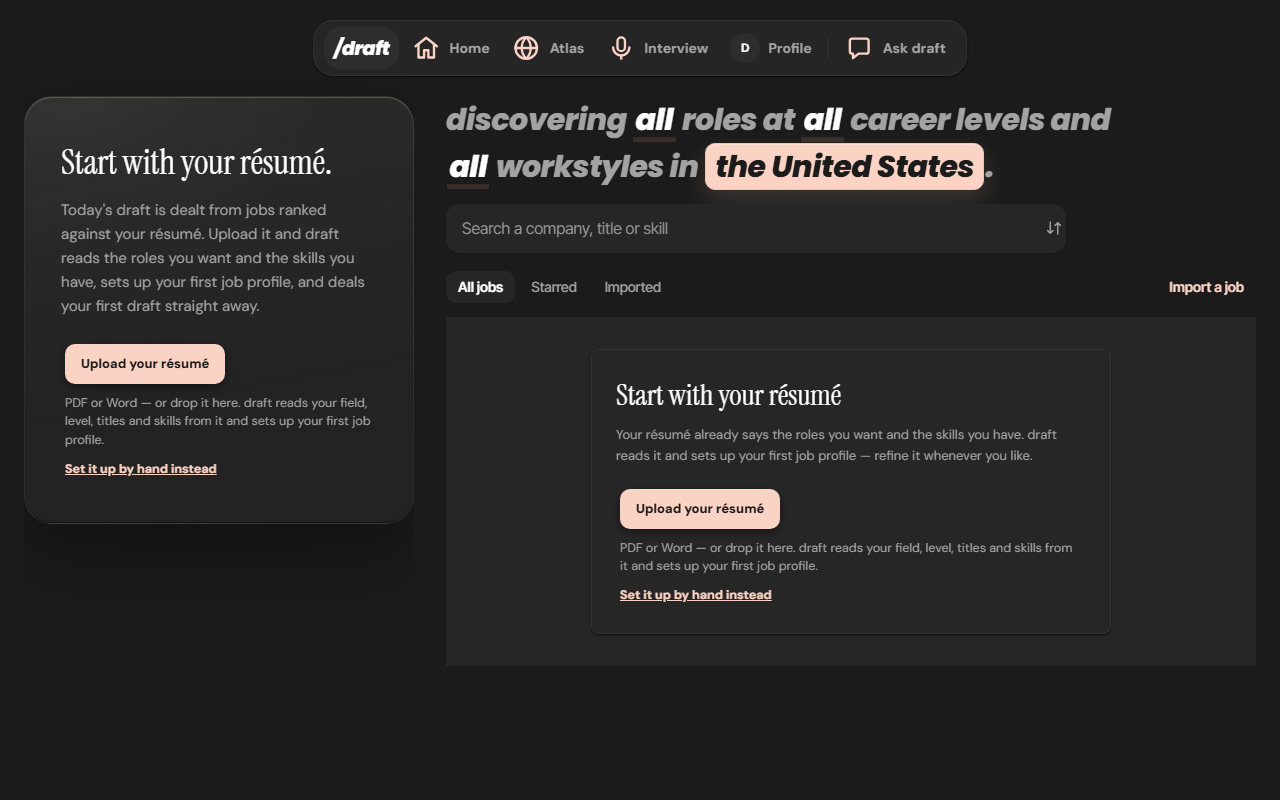 /draft
Home
Atlas
Interview
D
Profile
Ask draft
Start with your résumé.
Today's draft is dealt from jobs ranked
against your résumé. Upload it and draft
reads the roles you want and the skills you
have, sets up your first job profile, and deals
your first draft straight away.
Upload your résumé
PDF or Word — or drop it here. draft reads your field,
level, titles and skills from it and sets up your first job
profile.
Set it up by hand instead
discovering all roles at all career levels and
all workstyles in the United States.
Search a company, title or skill
All jobs
Starred
Imported
Import a job
Start with your résumé
Your résumé already says the roles you want and the skills you have. draft
reads it and sets up your first job profile — refine it whenever you like.
Upload your résumé
PDF or Word — or drop it here. draft reads your field, level, titles and skills from
it and sets up your first job profile.
Set it up by hand instead